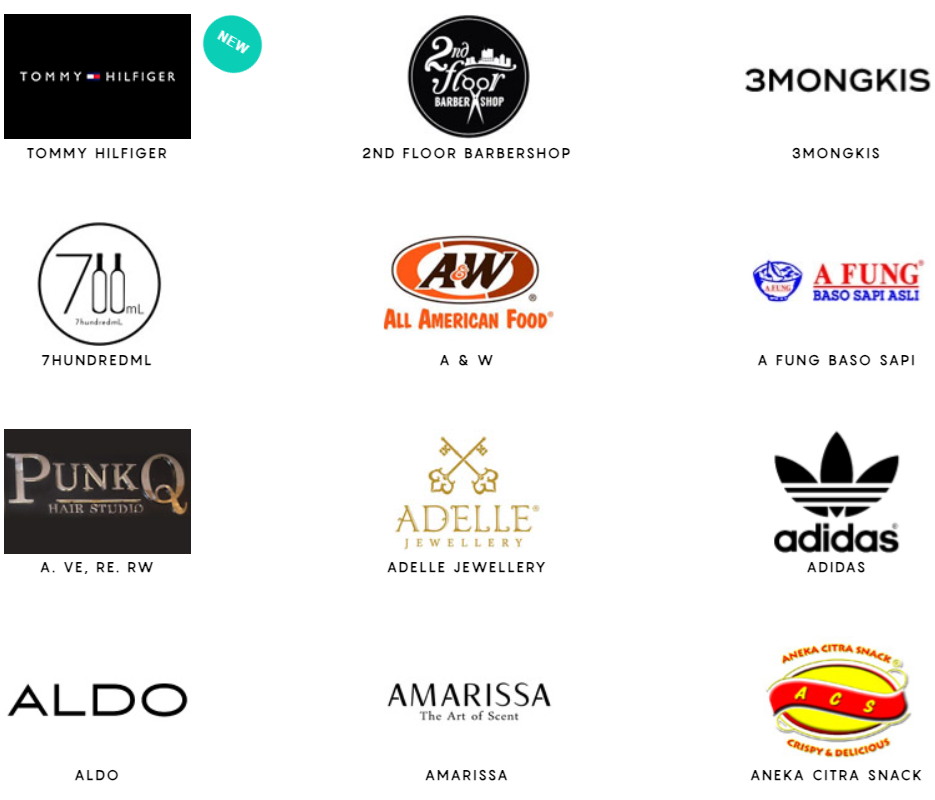 TOMMY HILFIGER
NEW
2nd
floor
BARBER SHOP
3MONGKIS
TOMMY HILFIGER
2ND FLOOR BARBERSHOP
3MONGKIS
700mL
7hundredmL
A&W®
ALL AMERICAN FOOD®
A FUNG
A FUNG®
BASO SAPI ASLI
7HUNDREDML
A & W
A FUNG BASO SAPI
PUNKQ
HAIR STUDIO
ADELLE®
JEWELLERY
adidas®
A. VE, RE. RW
ADELLE JEWELLERY
ADIDAS
ALDO
AMARISSA
The Art of Scent
ANEKA CITRA SNACK®
A C S
CRISPY & DELICIOUS
ALDO
AMARISSA
ANEKA CITRA SNACK